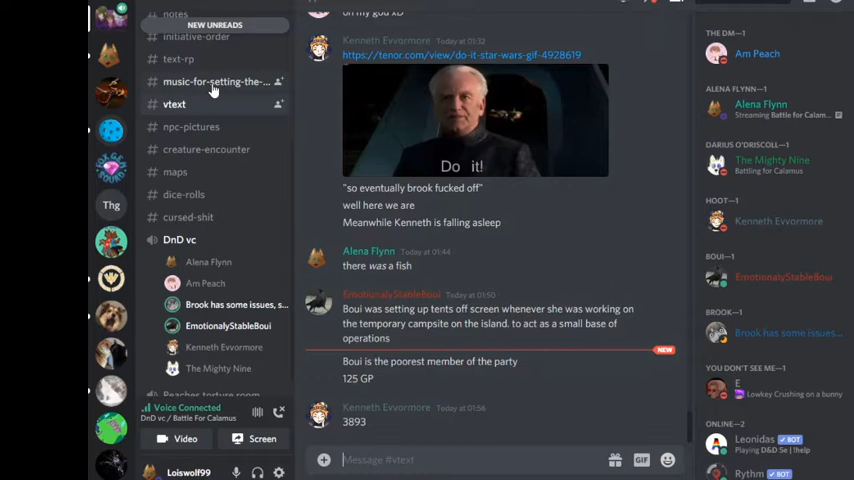 notes
NEW UNREADS
initiative-order
text-rp
music-for-setting-the-...
vtext
npc-pictures
creature-encounter
maps
dice-rolls
cursed-shit
DnD vc
Alena Flynn
Am Peach
Brook has some issues, s...
EmotionalyStableBoui
Kenneth Evvormore
The Mighty Nine
Peacher torture room
Voice Connected
DnD vc / Battle For Calamus
Video
Screen
Loiswolf99
Thg
oh my god xD
Kenneth Evvormore Today at 01:32
https://tenor.com/view/do-it-star-wars-gif-4928619
Do it!
"so eventually brook fucked off"
well here we are
Meanwhile Kenneth is falling asleep
Alena Flynn Today at 01:44
there was a fish
EmotionalyStableBoui Today at 01:50
Boui was setting up tents off screen whenever she was working on
the temporary campsite on the island. to act as a small base of
operations
NEW
Boui is the poorest member of the party
125 GP
Kenneth Evvormore Today at 01:56
3893
Message #vtext
GIF
THE DM—1
Am Peach
ALENA FLYNN—1
Alena Flynn
Streaming Battle for Calamus
DARIUS O'DRISCOLL—1
The Mighty Nine
Battling for Calamus
HOOT—1
Kenneth Evvormore
BOUI—1
EmotionalyStableBoui
BROOK—1
Brook has some issues...
YOU DON'T SEE ME—1
E
Lowkey Crushing on a bunny
ONLINE—2
Leonidas BOT
Playing D&D 5e | !help
Rythm BOT